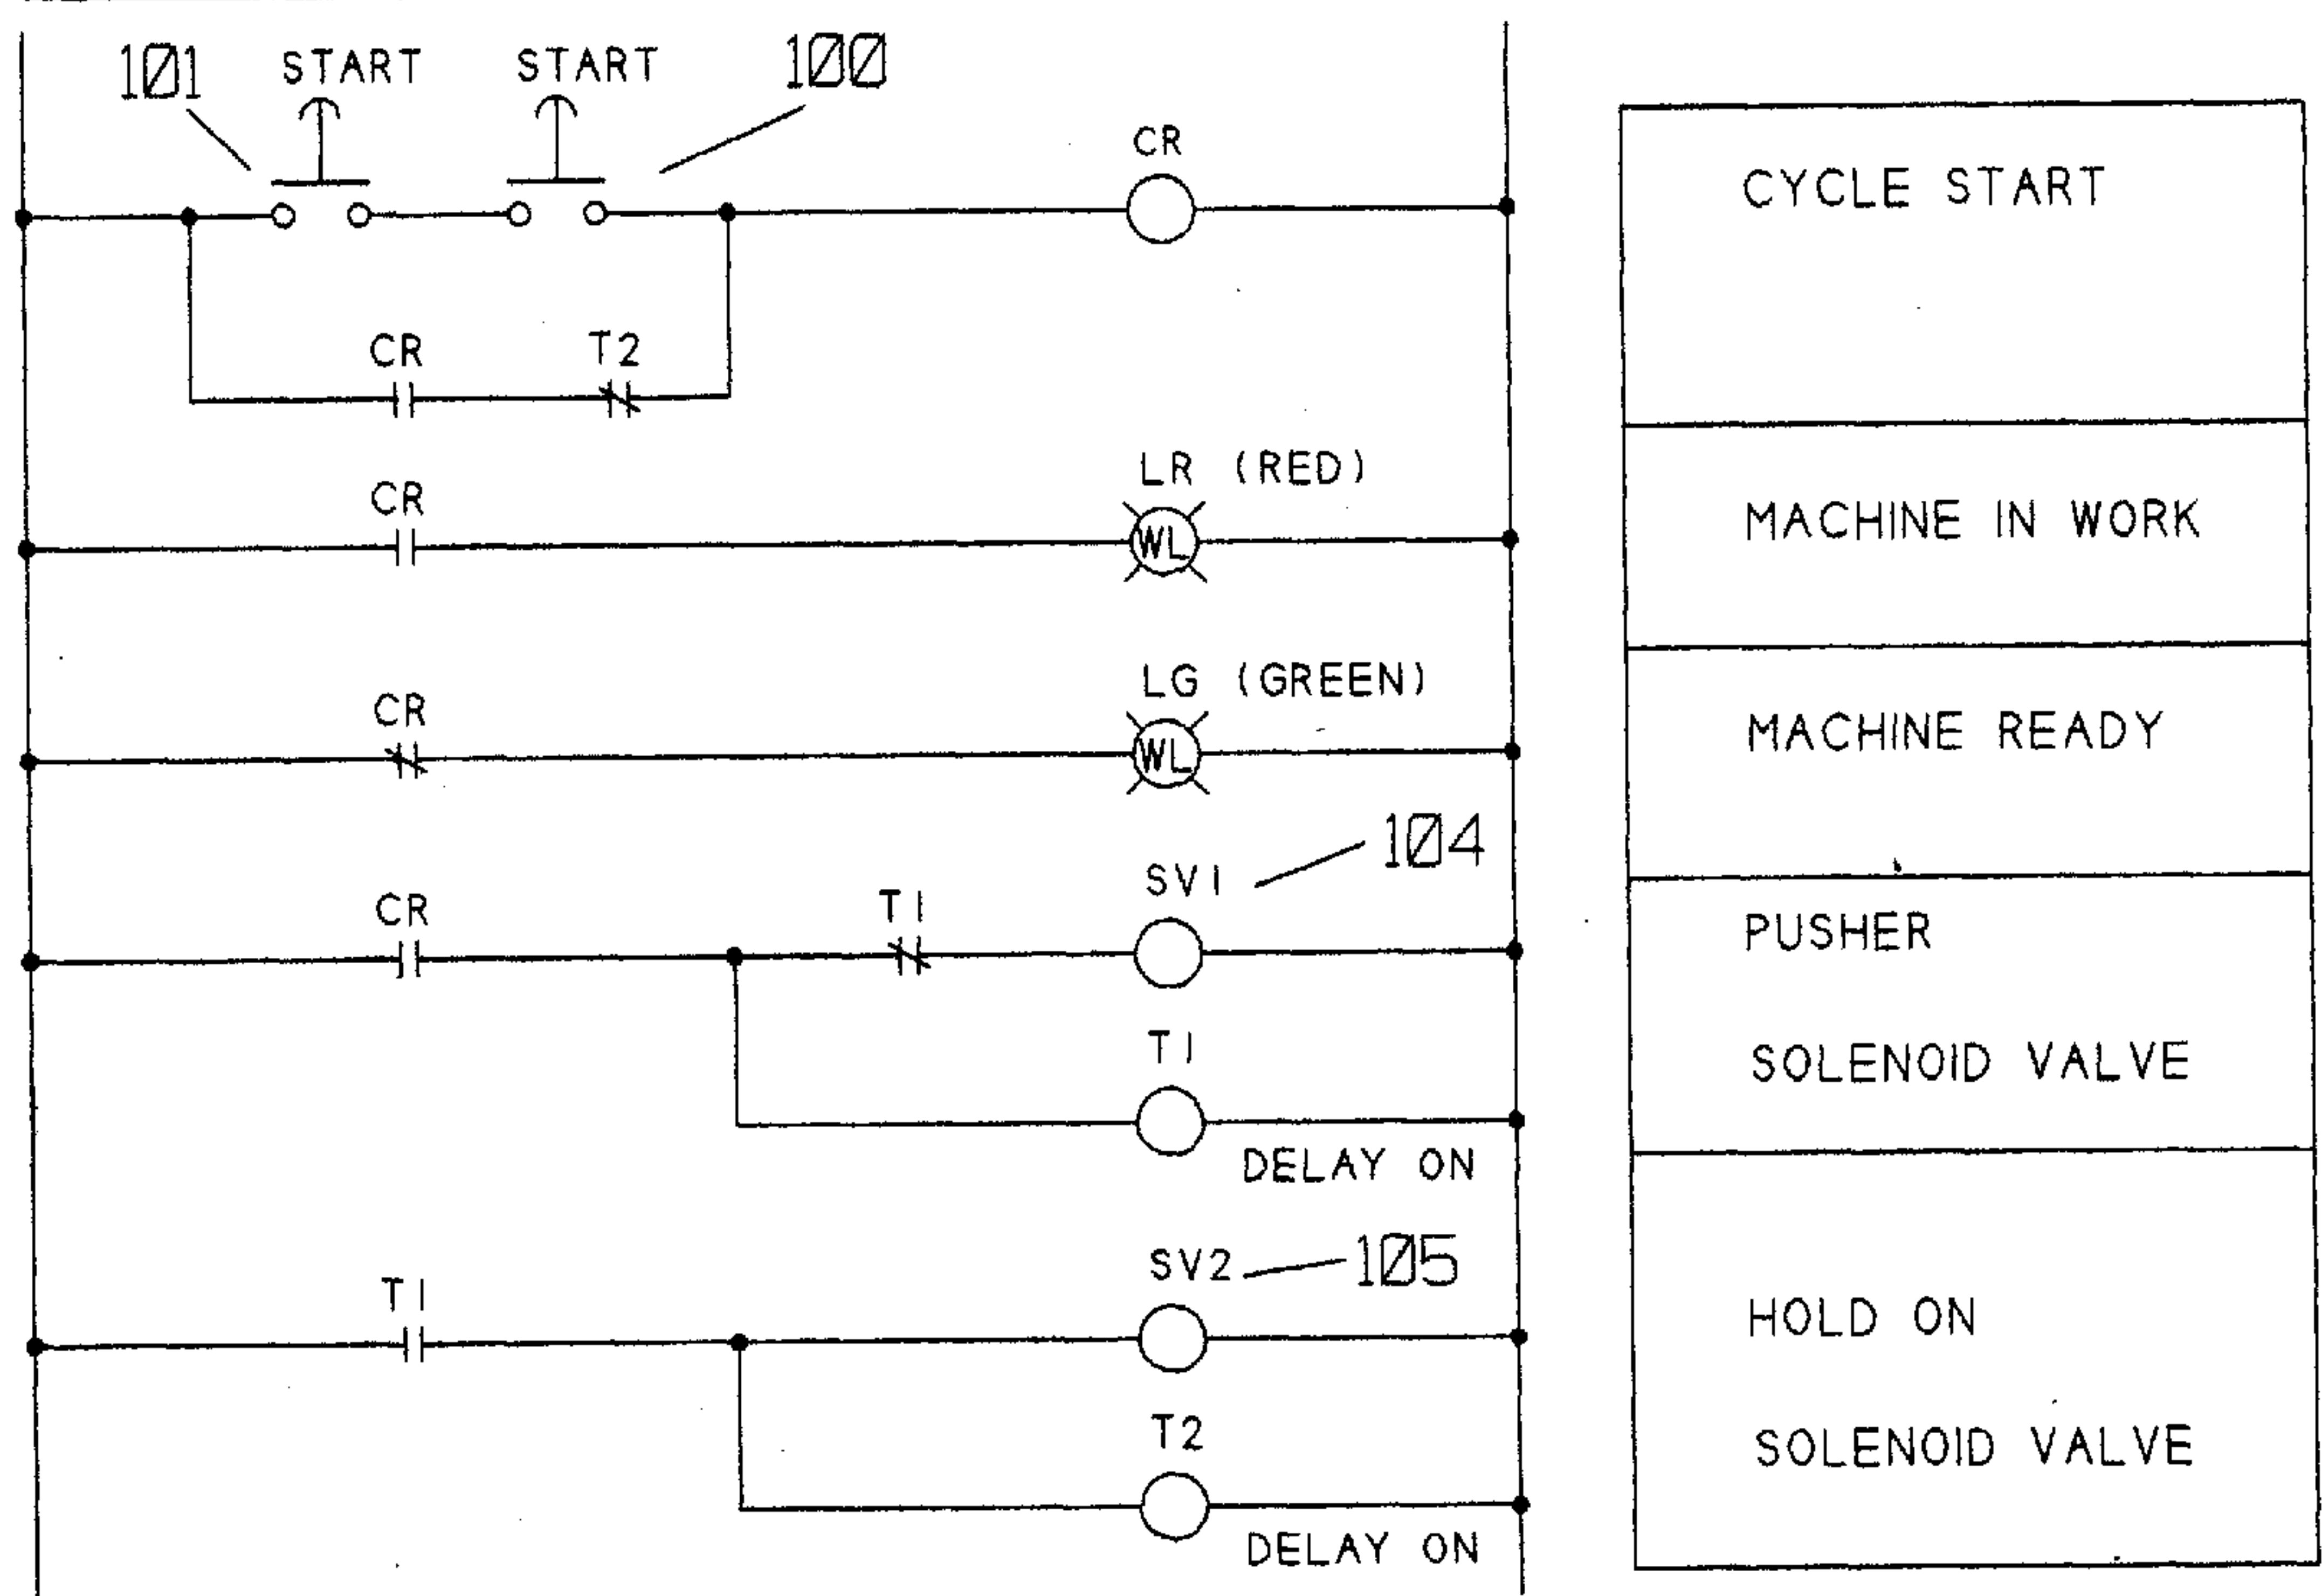 101 START START 100
CR
CYCLE START
CR T2
LR (RED)
CR
WL
MACHINE IN WORK
LG (GREEN)
CR
WL
MACHINE READY
104
SV1
CR T1
PUSHER
T1
SOLENOID VALVE
DELAY ON
SV2 105
T1
HOLD ON
T2
SOLENOID VALVE
DELAY ON